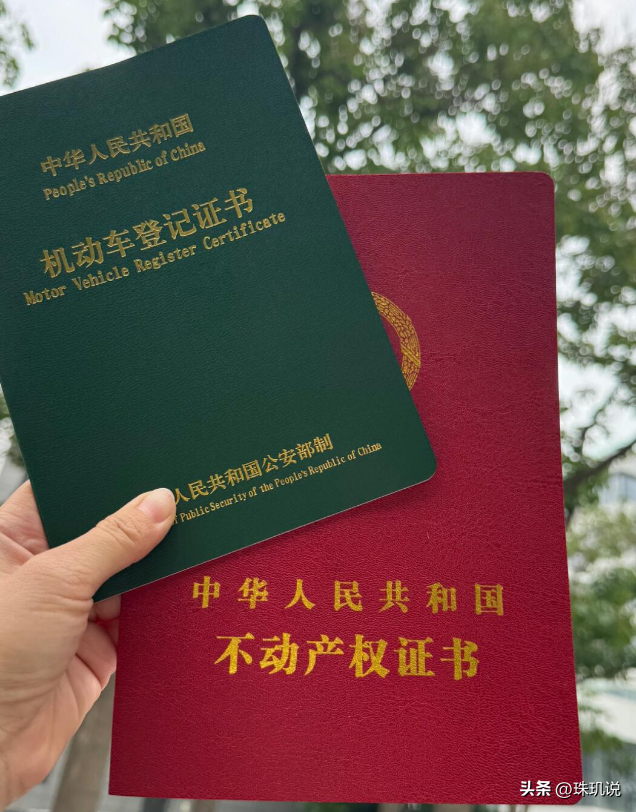 中华人民共和国
People's Republic of China
机动车登记证书
Motor Vehicle Register Certificate
人民共和国公安部制
Public Security of the People's Republic of China
中华人民共和国
不动产权证书
头条 @珠玑说